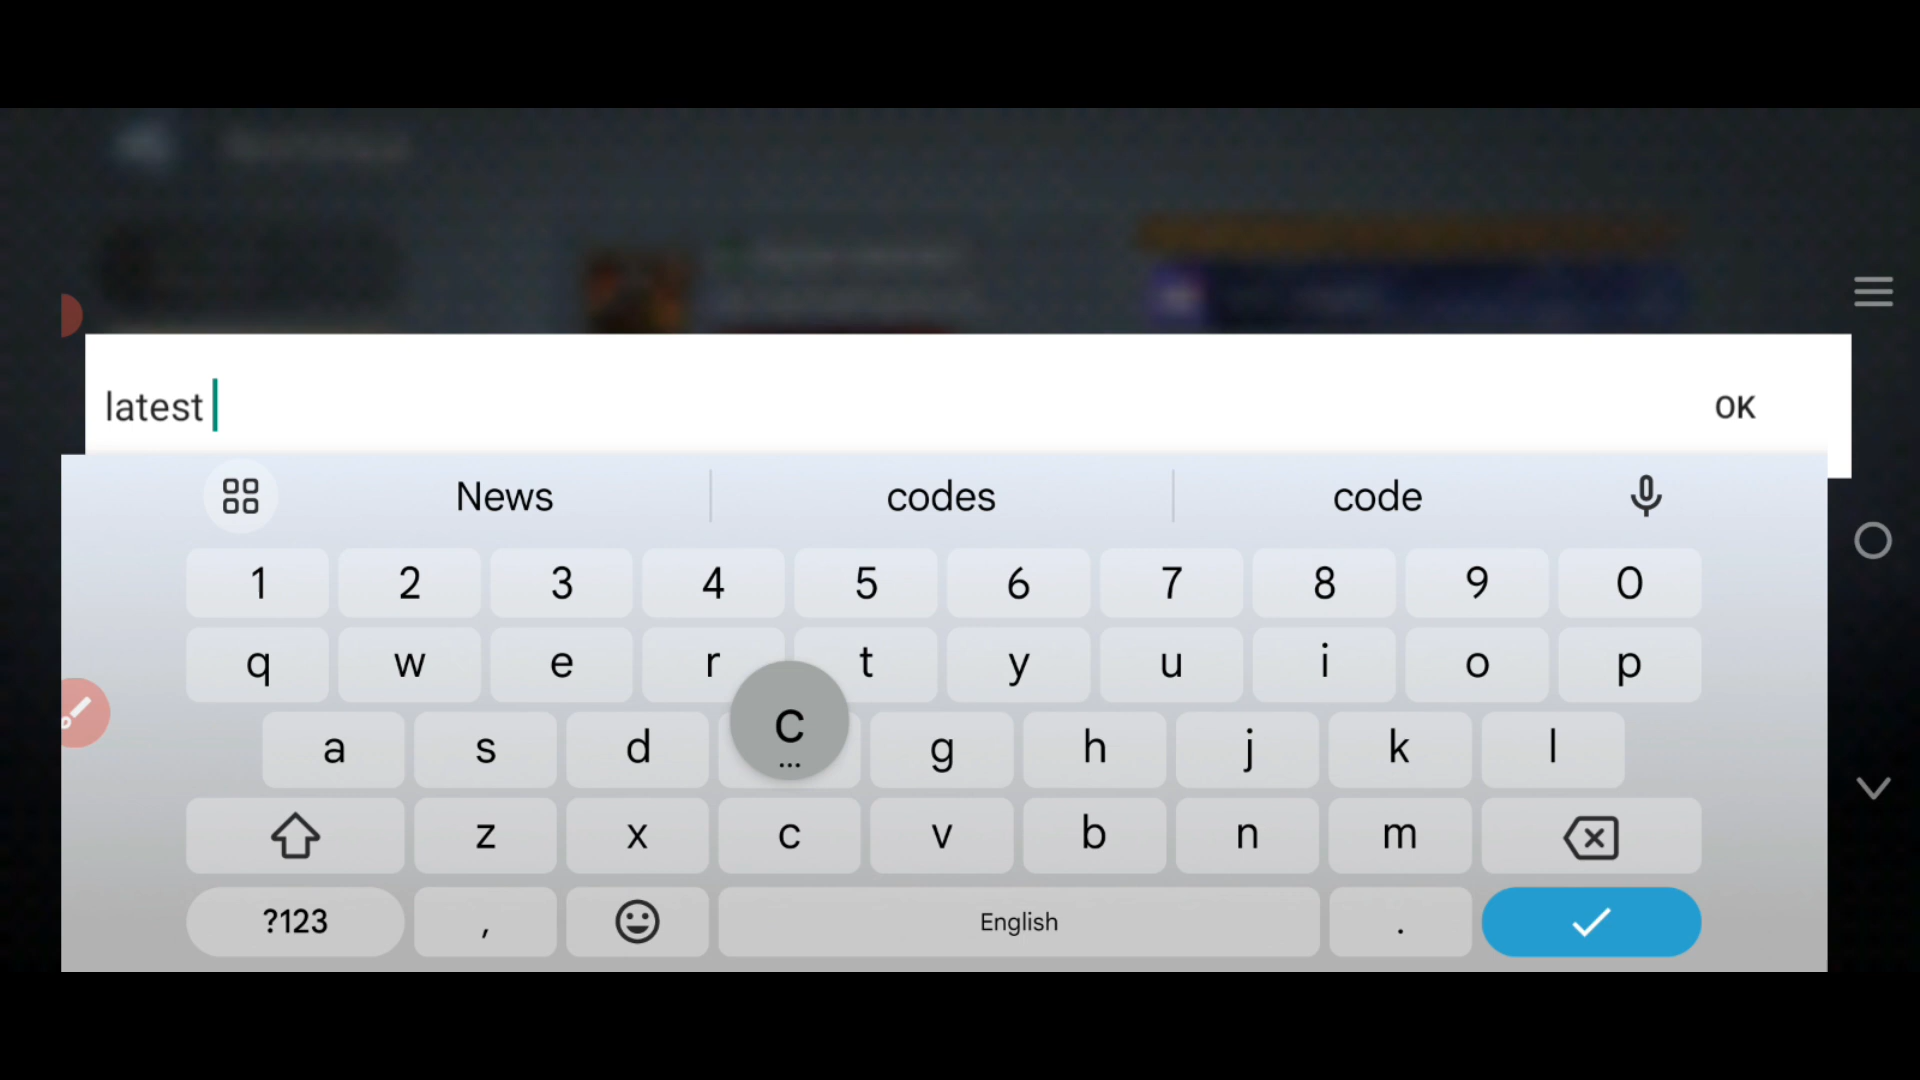 latest
OK
News codes code
1 2 3 4 5 6 7 8 9 0
q w e r t y u i o p
c
...
a s d g h j k l
z x c v b n m
?123 , English .